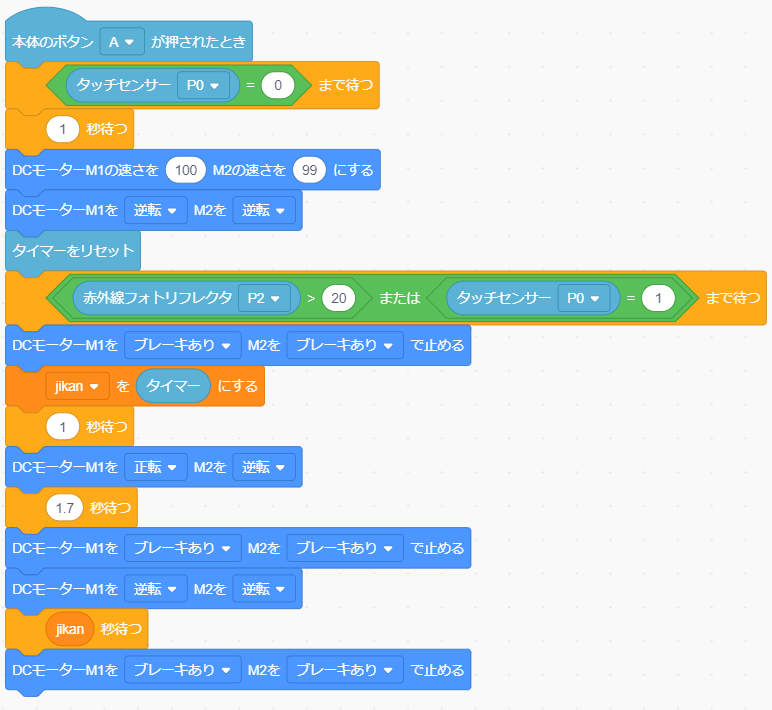 本体のボタン A が押されたとき
タッチセンサー P0 = 0 まで待つ
1 秒待つ
DCモーターM1の速さを 100 M2の速さを 99 にする
DCモーターM1を 逆転 M2を 逆転
タイマーをリセット
赤外線フォトリフレクタ P2 > 20 または タッチセンサー P0 = 1 まで待つ
DCモーターM1を ブレーキあり M2を ブレーキあり で止める
jikan を タイマー にする
1 秒待つ
DCモーターM1を 正転 M2を 逆転
1.7 秒待つ
DCモーターM1を ブレーキあり M2を ブレーキあり で止める
DCモーターM1を 逆転 M2を 逆転
jikan 秒待つ
DCモーターM1を ブレーキあり M2を ブレーキあり で止める